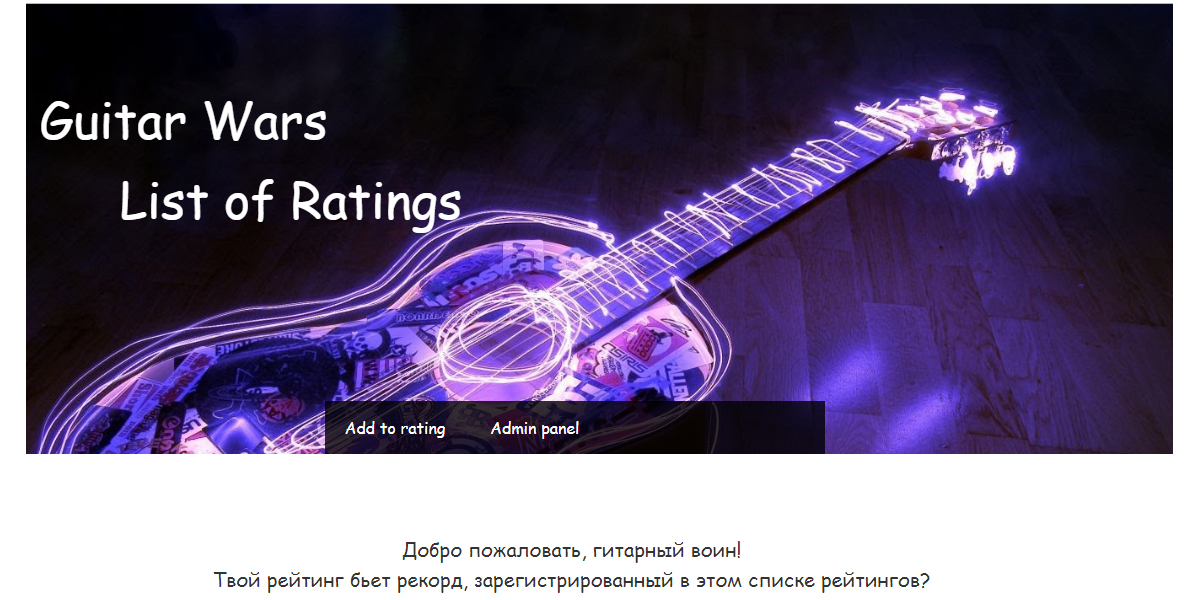 Guitar Wars
List of Ratings
OSIRIS
Add to rating Admin panel
Добро пожаловать, гитарный воин!
Твой рейтинг бьет рекорд, зарегистрированный в этом списке рейтингов?